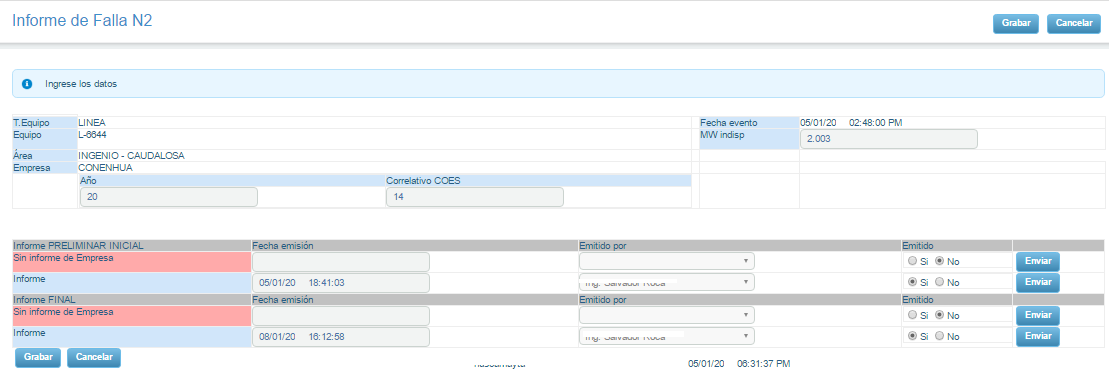 Informe de Falla N2
Grabar Cancelar
Ingrese los datos
T.Equipo LINEA Fecha evento 05/01/20 02:48:00 PM
Equipo L-6644 MW indisp 2.003
Área INGENIO - CAUDALOSA
Empresa CONENHUA
Año Correlativo COES
20 14
Informe PRELIMINAR INICIAL Fecha emisión Emitido por Emitido
Sin informe de Empresa Si No Enviar
Informe 05/01/20 18:41:03 Ing. Salvador Roca Si No Enviar
Informe FINAL Fecha emisión Emitido por Emitido
Sin informe de Empresa Si No Enviar
Informe 08/01/20 16:12:58 Ing. Salvador Roca Si No Enviar
Grabar Cancelar 05/01/20 06:31:37 PM